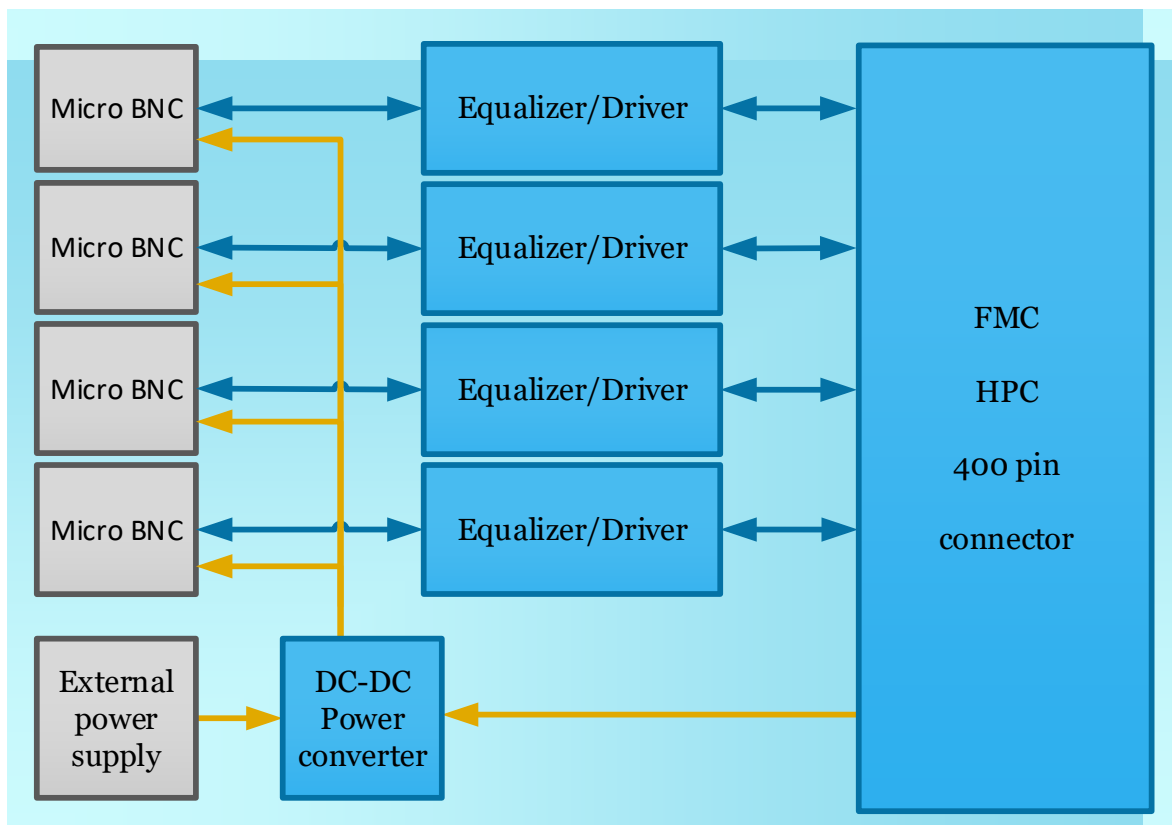 Micro BNC
Equalizer/Driver
Micro BNC
Equalizer/Driver
Micro BNC
Equalizer/Driver
Micro BNC
Equalizer/Driver
FMC
HPC
400 pin
connector
External
power
supply
DC-DC
Power
converter